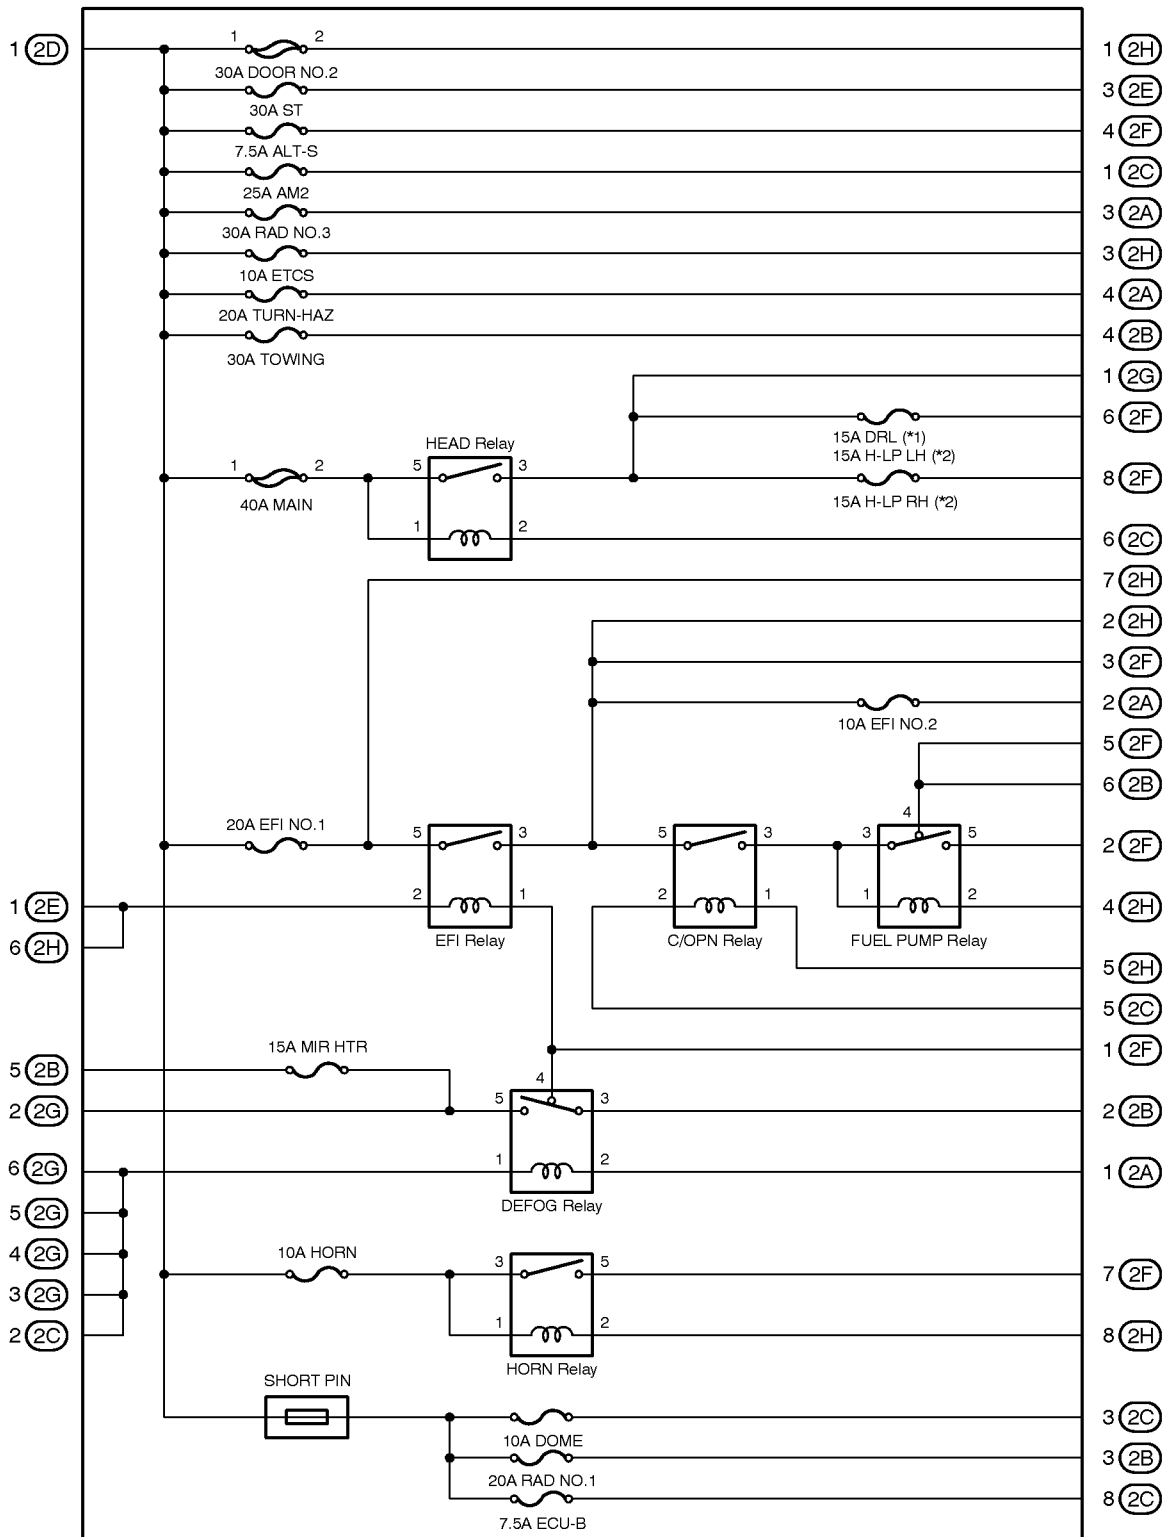 1 2D
1 2
1 2H
30A DOOR NO.2
3 2E
30A ST
4 2F
7.5A ALT-S
1 2C
25A AM2
3 2A
30A RAD NO.3
3 2H
10A ETCS
4 2A
20A TURN-HAZ
4 2B
30A TOWING
1 2G
6 2F
15A DRL (*1)
HEAD Relay
15A H-LP LH (*2)
1 2
5 3
8 2F
40A MAIN
15A H-LP RH (*2)
1 2
6 2C
7 2H
2 2H
3 2F
2 2A
10A EFI NO.2
5 2F
6 2B
4
20A EFI NO.1
5 3
5 3
3 5
2 2F
1 2E
2 1
2 1
1 2
4 2H
EFI Relay
C/OPN Relay
FUEL PUMP Relay
6 2H
5 2H
5 2C
15A MIR HTR
1 2F
5 2B
4
2 2G
5 3
2 2B
6 2G
1 2
1 2A
DEFOG Relay
5 2G
4 2G
10A HORN
3 5
7 2F
3 2G
2 2C
1 2
8 2H
HORN Relay
SHORT PIN
3 2C
10A DOME
3 2B
20A RAD NO.1
8 2C
7.5A ECU-B